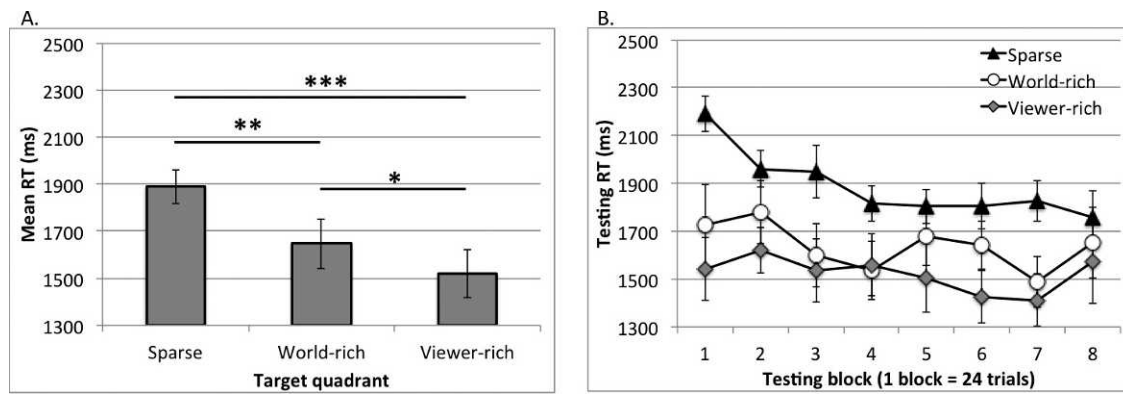 A.
2500
2300
2100
1900
1700
1500
1300
Mean RT (ms)
***
**
*
Sparse World-rich Viewer-rich
Target quadrant
B.
2500
2300
2100
1900
1700
1500
1300
Testing RT (ms)
Sparse
World-rich
Viewer-rich
1 2 3 4 5 6 7 8
Testing block (1 block = 24 trials)